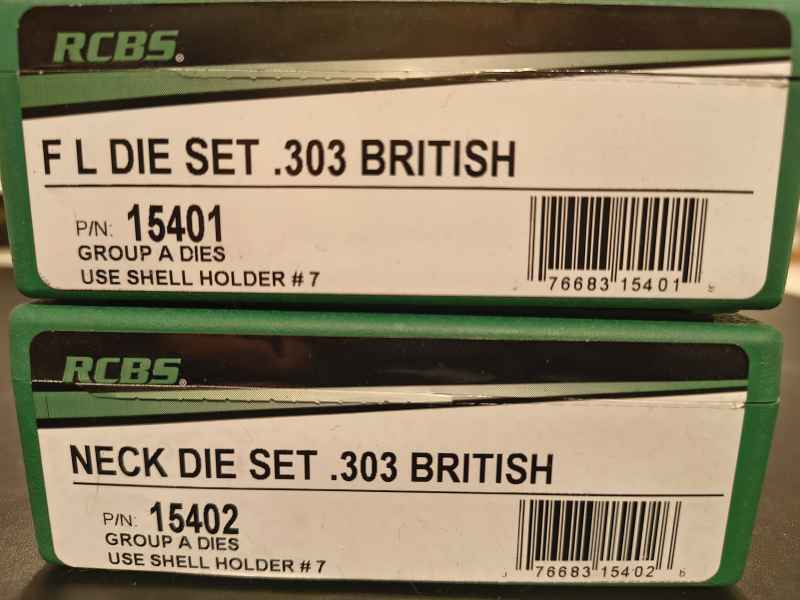 RCBS®
F L DIE SET .303 BRITISH
P/N: 15401
GROUP A DIES
USE SHELL HOLDER # 7
76683 15401
RCBS®
NECK DIE SET .303 BRITISH
P/N: 15402
GROUP A DIES
USE SHELL HOLDER # 7
76683 15402 6